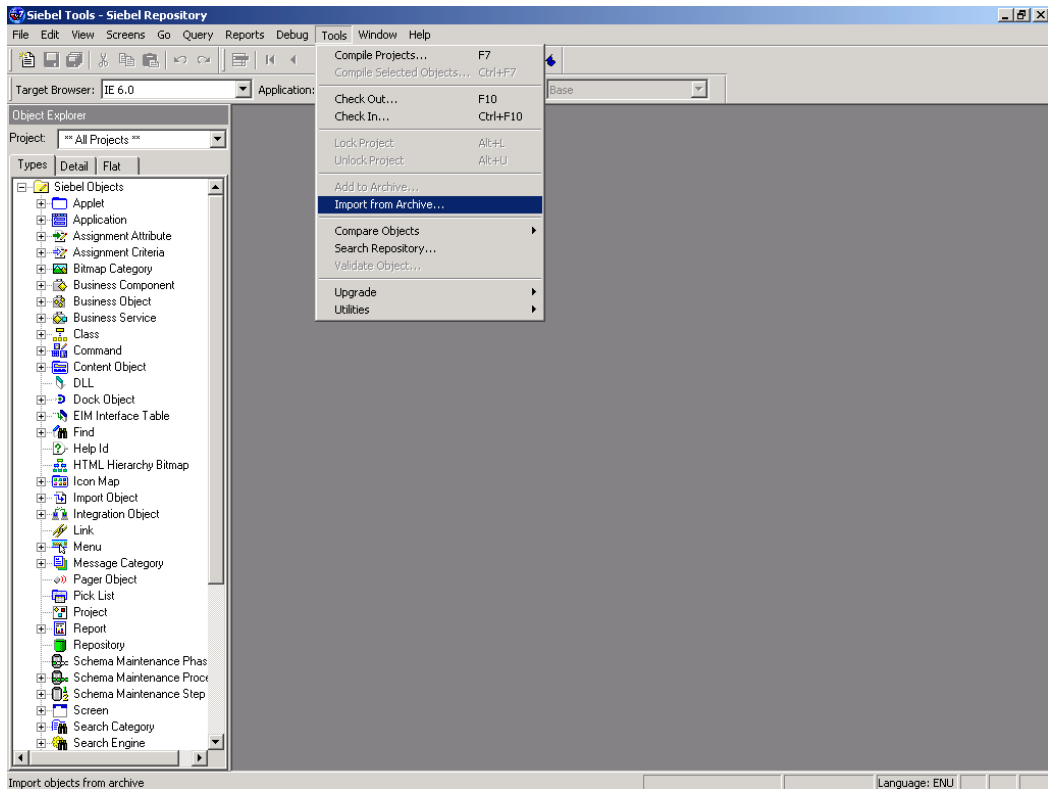 Siebel Tools - Siebel Repository
File Edit View Screens Go Query Reports Debug Tools Window Help
Target Browser: IE 6.0 Application: Base
Compile Projects... F7
Compile Selected Objects... Ctrl+F7
Check Out... F10
Check In... Ctrl+F10
Lock Project Alt+L
Unlock Project Alt+U
Add to Archive...
Import from Archive...
Compare Objects
Search Repository...
Validate Object...
Upgrade
Utilities
Object Explorer
Project: ** All Projects **
Types Detail Flat
Siebel Objects
Applet
Application
Assignment Attribute
Assignment Criteria
Bitmap Category
Business Component
Business Object
Business Service
Class
Command
Content Object
DLL
Dock Object
EIM Interface Table
Find
Help Id
HTML Hierarchy Bitmap
Icon Map
Import Object
Integration Object
Link
Menu
Message Category
Pager Object
Pick List
Project
Report
Repository
Schema Maintenance Phas
Schema Maintenance Proce
Schema Maintenance Step
Screen
Search Category
Search Engine
Import objects from archive Language: ENU